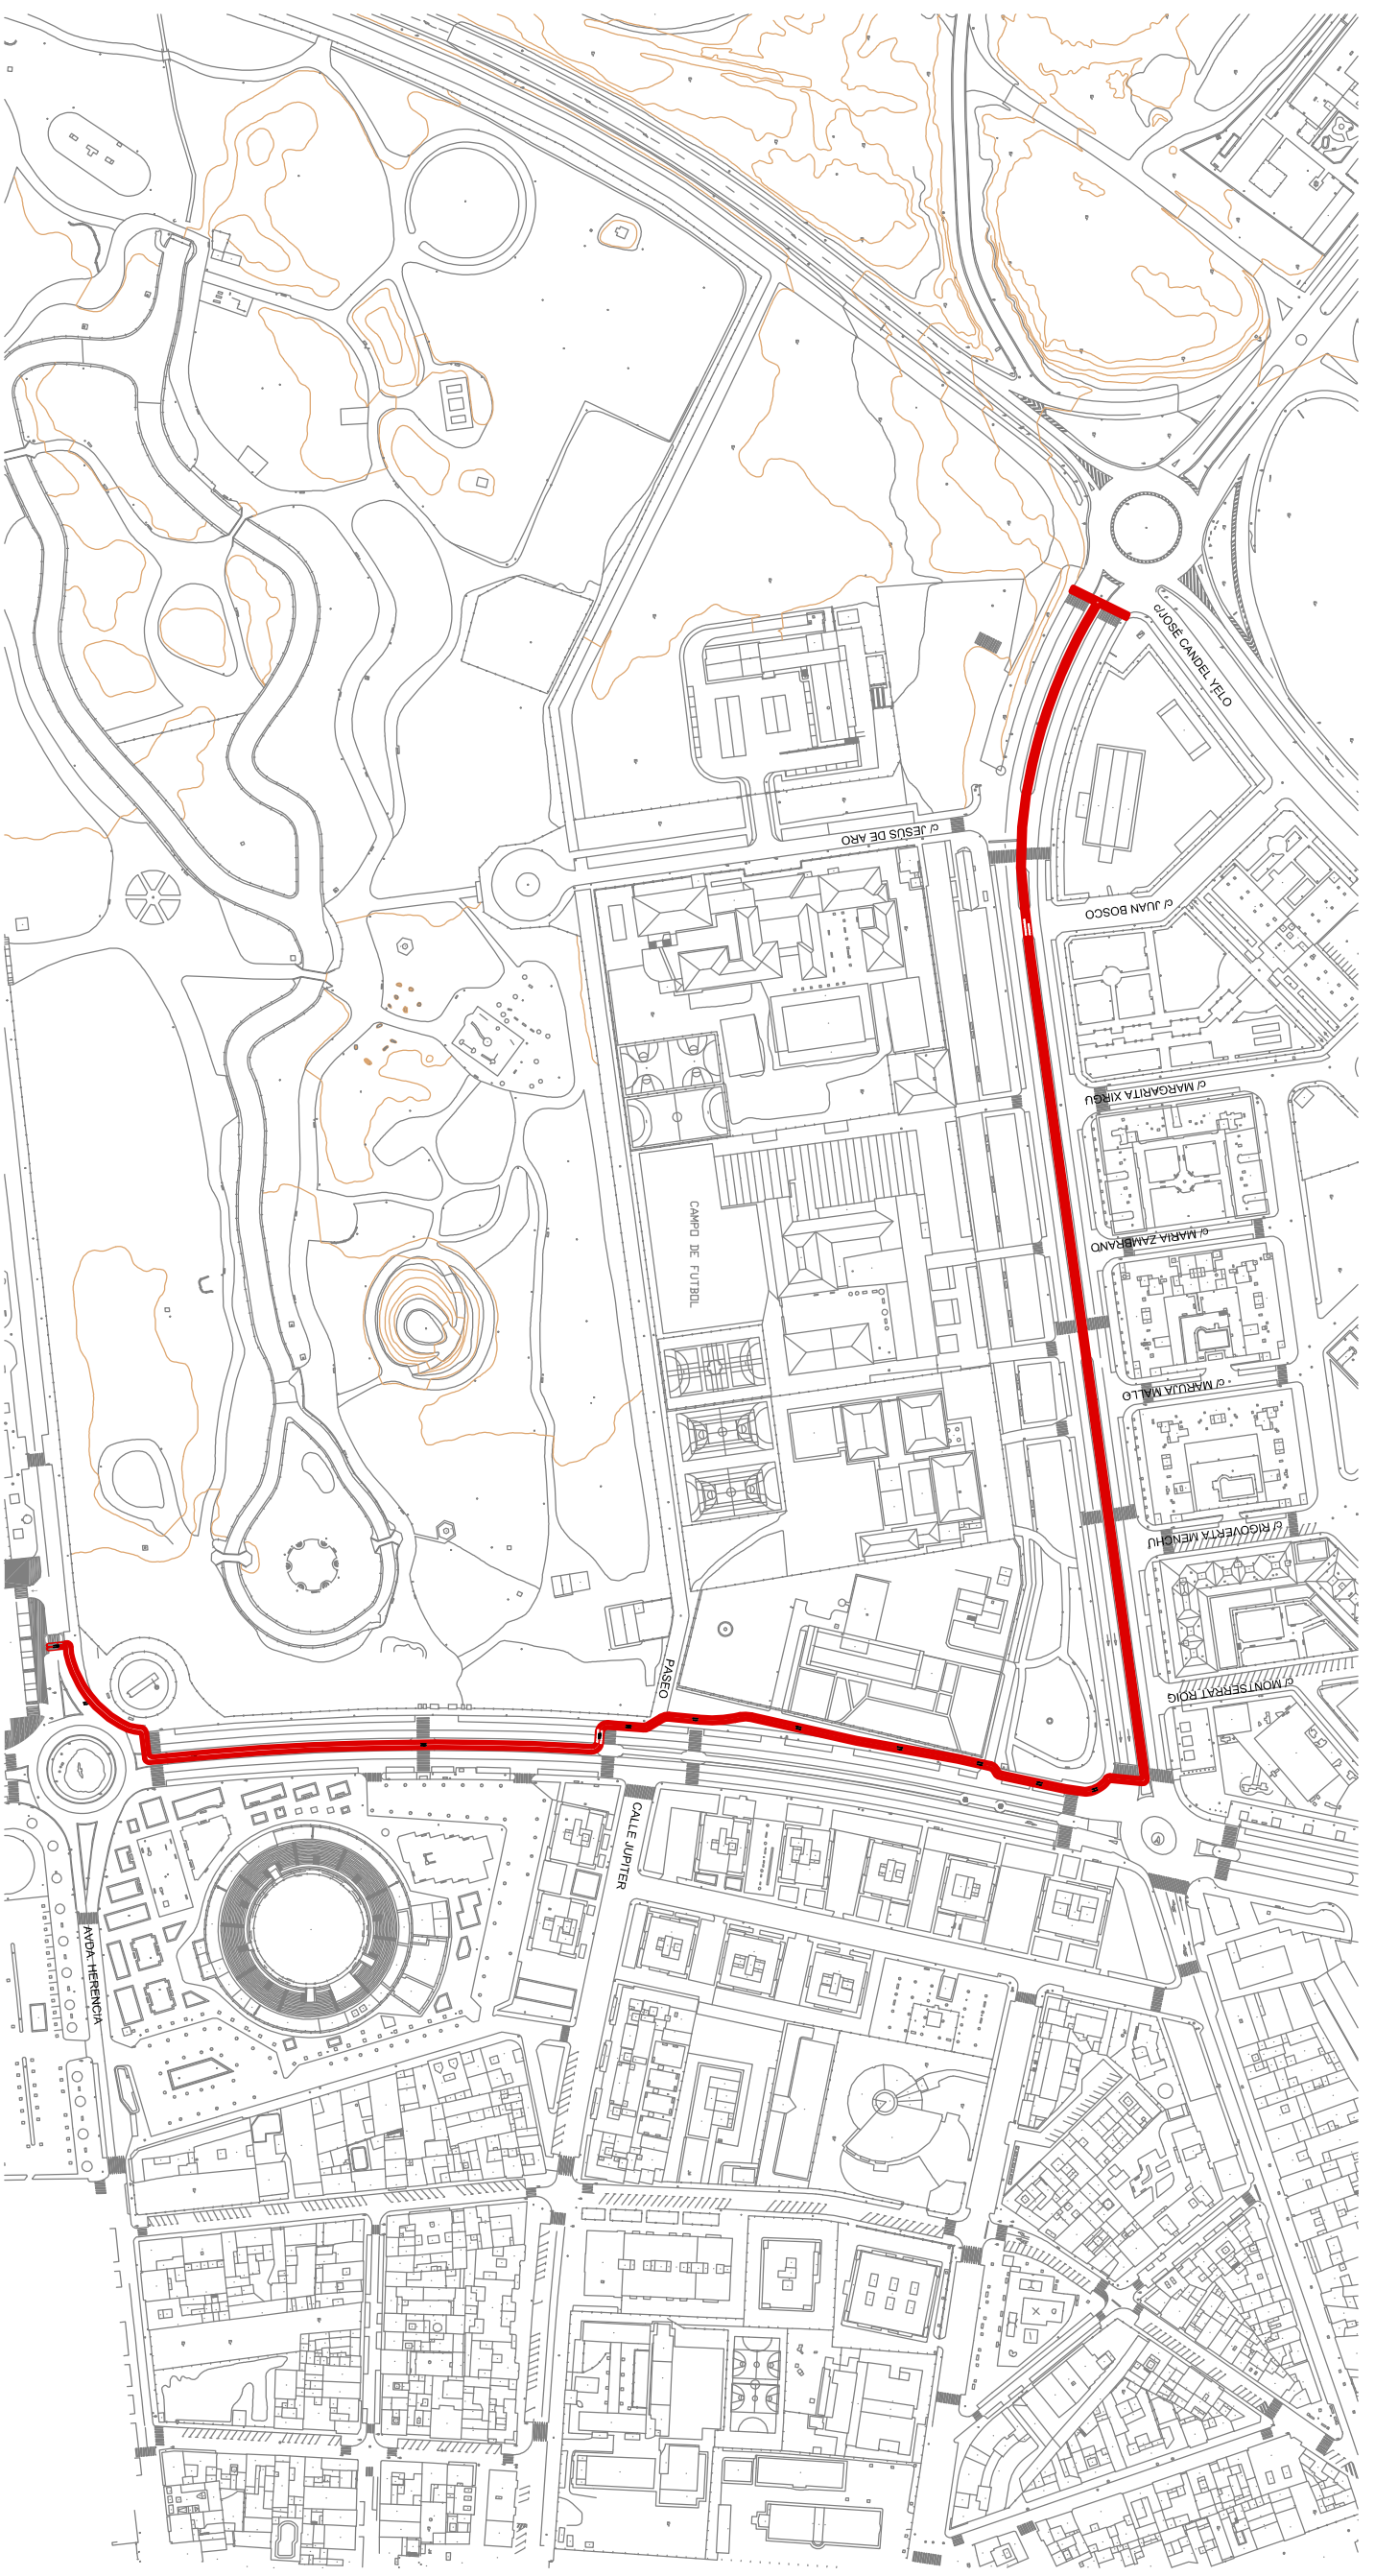 c/JOSÉ CANDEL YELO
c/ JESUS DE ARO
c/ JUAN BOSCO
c/ MARGARITA XIRGU
CAMPO DE FUTBOL
c/ MARIA ZAMBRANO
c/ MARUJA MALLO
c/ RIGOVERTA MENCHU
PASEO
c/ MONTSERRAT ROIG
CALLE JUPITER
AVDA. HERENCIA